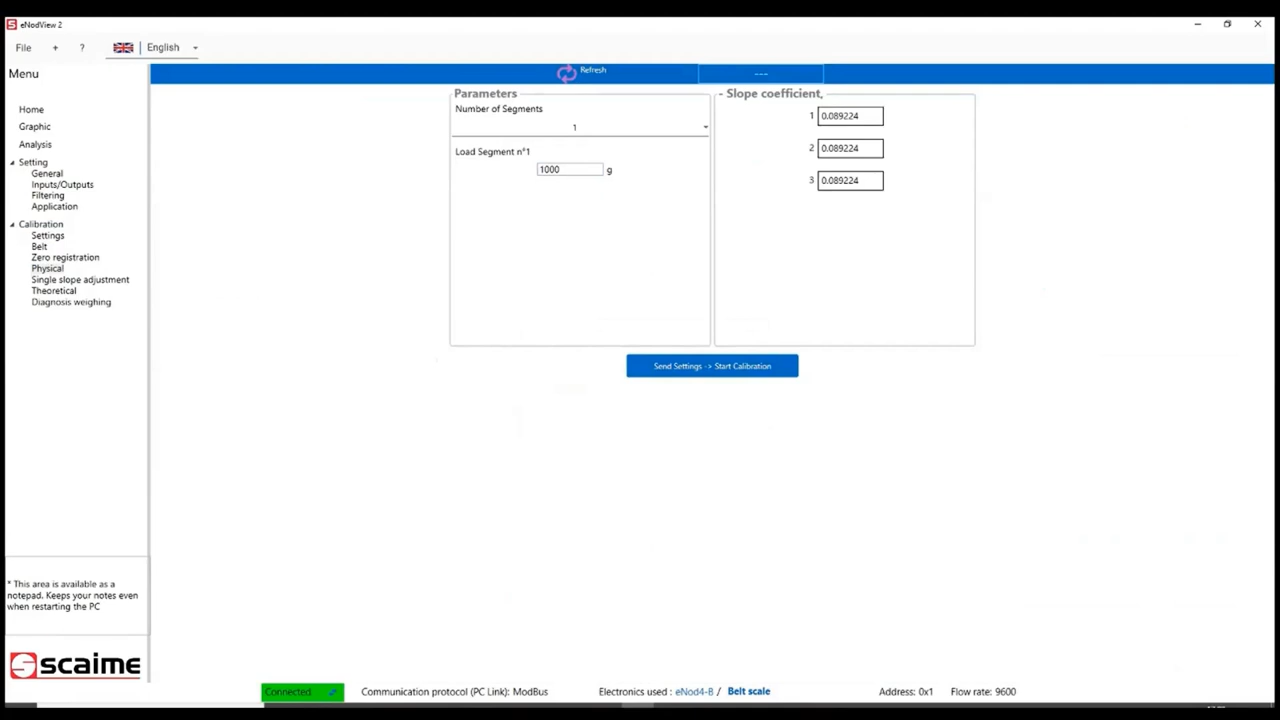 eNodView 2
File + ? English
Menu
Refresh ---
Home
Graphic
Analysis
Setting
General
Inputs/Outputs
Filtering
Application
Calibration
Settings
Belt
Zero registration
Physical
Single slope adjustment
Theoretical
Diagnosis weighing
Parameters
Number of Segments
1
Load Segment n°1
1000 g
- Slope coefficient,
1 0.089224
2 0.089224
3 0.089224
Send Settings -> Start Calibration
* This area is available as a
notepad. Keeps your notes even
when restarting the PC
scaime
Connected Communication protocol (PC Link): ModBus Electronics used : eNod4-B / Belt scale Address: 0x1 Flow rate: 9600